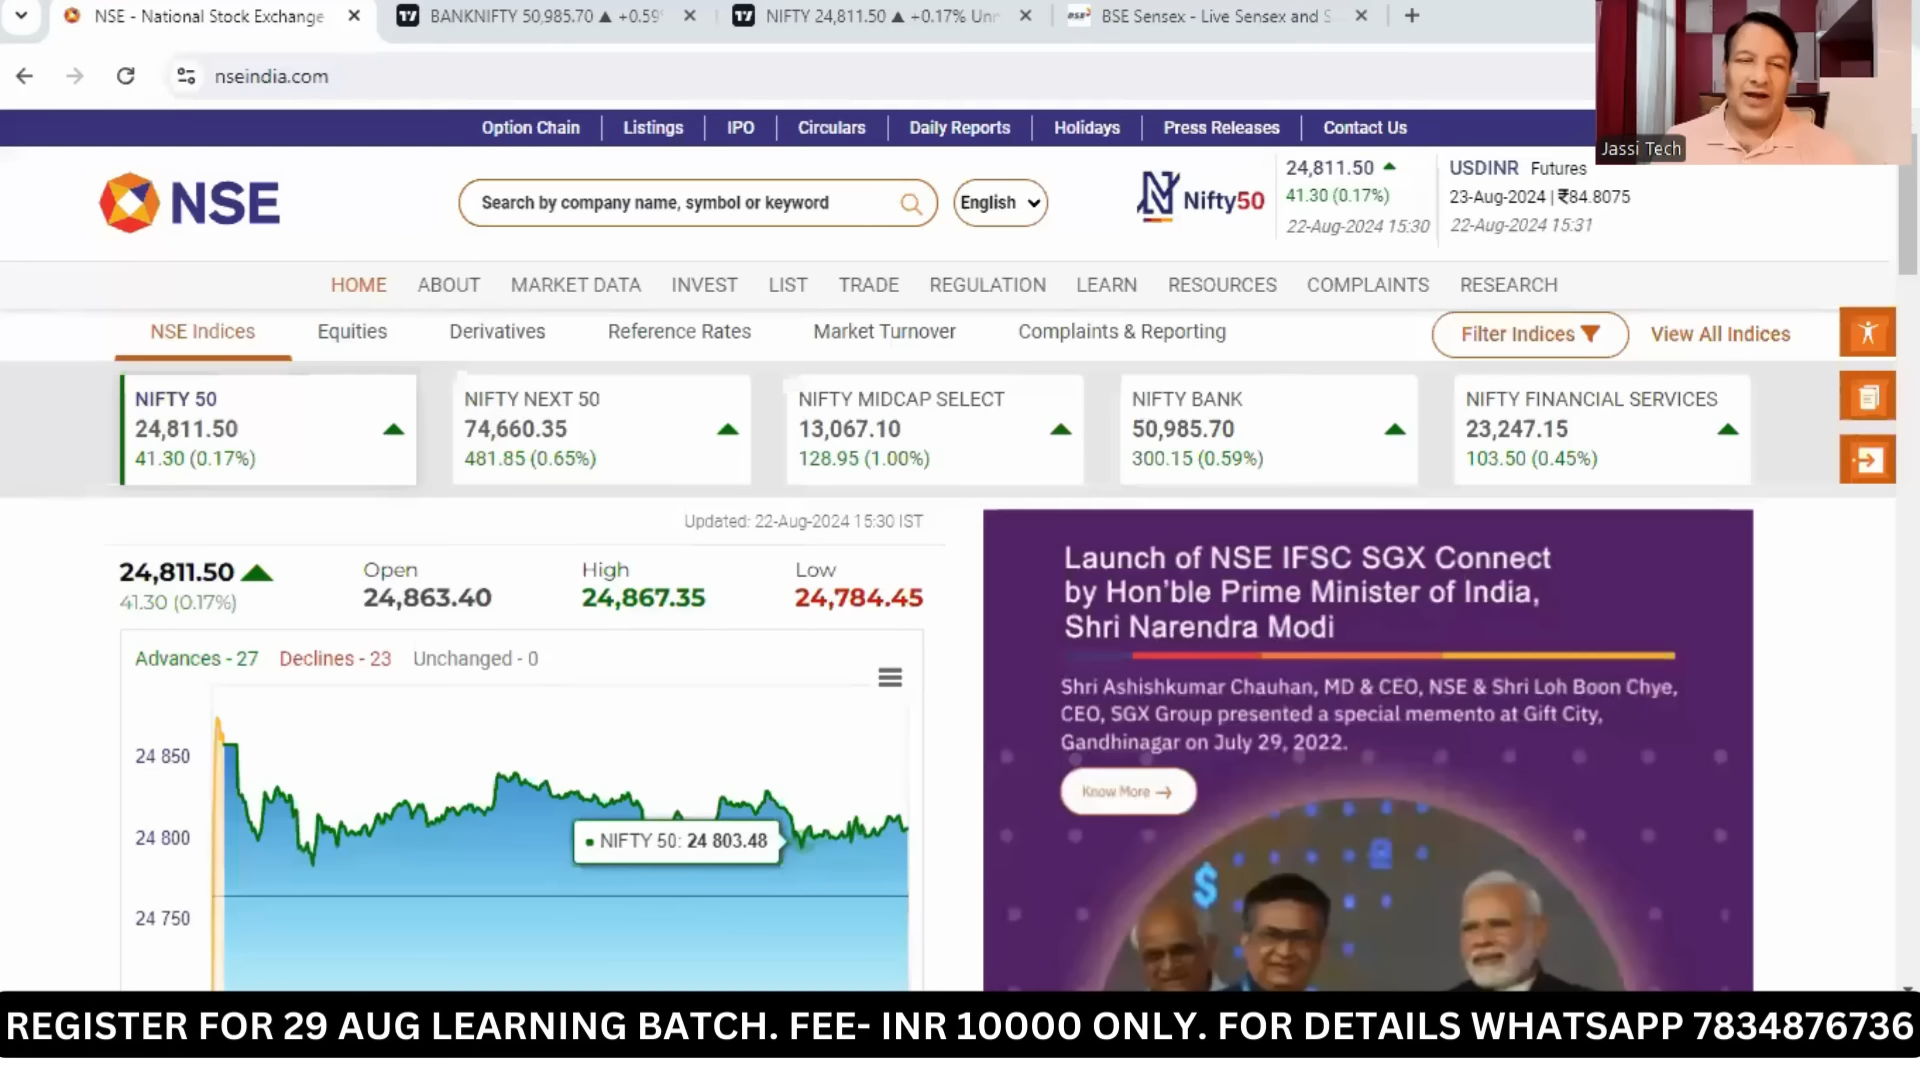 NSE - National Stock Exchange
BANKNIFTY 50,985.70 ▲ +0.59
NIFTY 24,811.50 ▲ +0.17% Un
BSE Sensex - Live Sensex and S
nseindia.com
Jassi Tech
Option Chain
Listings
IPO
Circulars
Daily Reports
Holidays
Press Releases
Contact Us
NSE
Search by company name, symbol or keyword
English
Nifty50
24,811.50
41.30 (0.17%)
22-Aug-2024 15:30
USDINR Futures
23-Aug-2024 | ₹84.8075
22-Aug-2024 15:31
HOME
ABOUT
MARKET DATA
INVEST
LIST
TRADE
REGULATION
LEARN
RESOURCES
COMPLAINTS
RESEARCH
NSE Indices
Equities
Derivatives
Reference Rates
Market Turnover
Complaints & Reporting
Filter Indices
View All Indices
NIFTY 50
24,811.50
41.30 (0.17%)
NIFTY NEXT 50
74,660.35
481.85 (0.65%)
NIFTY MIDCAP SELECT
13,067.10
128.95 (1.00%)
NIFTY BANK
50,985.70
300.15 (0.59%)
NIFTY FINANCIAL SERVICES
23,247.15
103.50 (0.45%)
Updated: 22-Aug-2024 15:30 IST
24,811.50
41.30 (0.17%)
Open
24,863.40
High
24,867.35
Low
24,784.45
Advances - 27
Declines - 23
Unchanged - 0
24 850
24 800
24 750
NIFTY 50: 24 803.48
Launch of NSE IFSC SGX Connect
by Hon'ble Prime Minister of India,
Shri Narendra Modi
Shri Ashishkumar Chauhan, MD & CEO, NSE & Shri Loh Boon Chye,
CEO, SGX Group presented a special memento at Gift City,
Gandhinagar on July 29, 2022.
Know More →
$
REGISTER FOR 29 AUG LEARNING BATCH. FEE- INR 10000 ONLY. FOR DETAILS WHATSAPP 7834876736